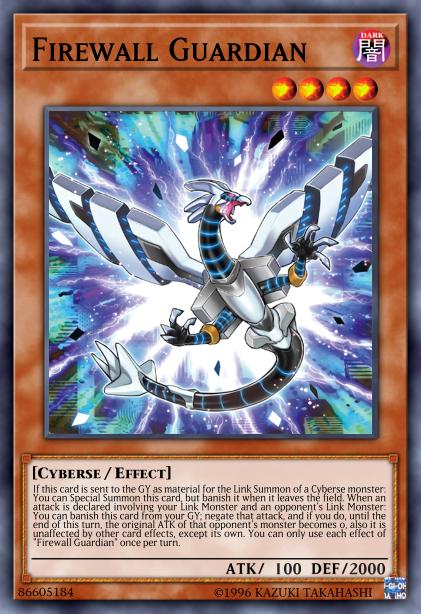 FIREWALL GUARDIAN
DARK
闇
[CYBERSE / EFFECT]
If this card is sent to the GY as material for the Link Summon of a Cyberse monster:
You can Special Summon this card, but banish it when it leaves the field. When an
attack is declared involving your Link Monster and an opponent's Link Monster:
You can banish this card from your GY; negate that attack, and if you do, until the
end of this turn, the original ATK of that opponent's monster becomes 0, also it is
unaffected by other card effects, except its own. You can only use each effect of
"Firewall Guardian" once per turn.
ATK/ 100 DEF/2000
86605184
©1996 KAZUKI TAKAHASHI